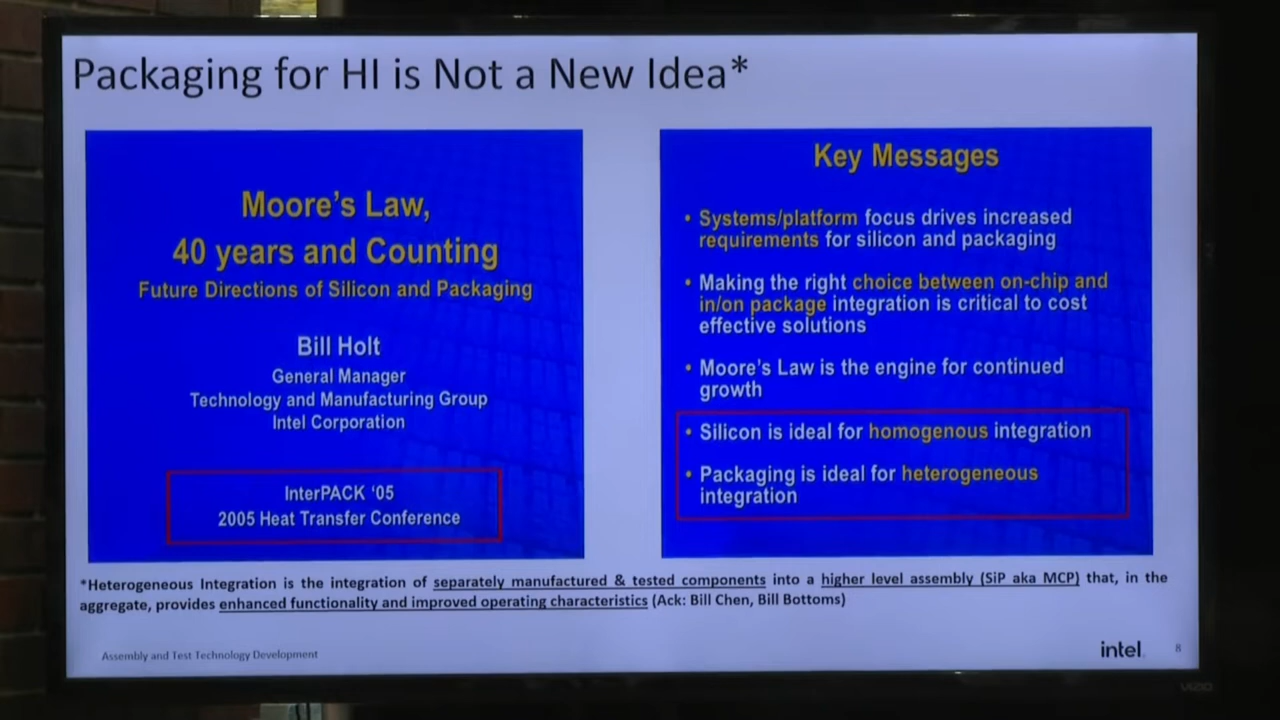 Packaging for HI is Not a New Idea*
Moore's Law,
40 years and Counting
Future Directions of Silicon and Packaging
Bill Holt
General Manager
Technology and Manufacturing Group
Intel Corporation
InterPACK '05
2005 Heat Transfer Conference
Key Messages
• Systems/platform focus drives increased
requirements for silicon and packaging
• Making the right choice between on-chip and
in/on package integration is critical to cost
effective solutions
• Moore's Law is the engine for continued
growth
• Silicon is ideal for homogenous integration
• Packaging is ideal for heterogeneous
integration
*Heterogeneous Integration is the integration of separately manufactured & tested components into a higher level assembly (SiP aka MCP) that, in the
aggregate, provides enhanced functionality and improved operating characteristics (Ack: Bill Chen, Bill Bottoms)
Assembly and Test Technology Development
intel
8
VIZIO